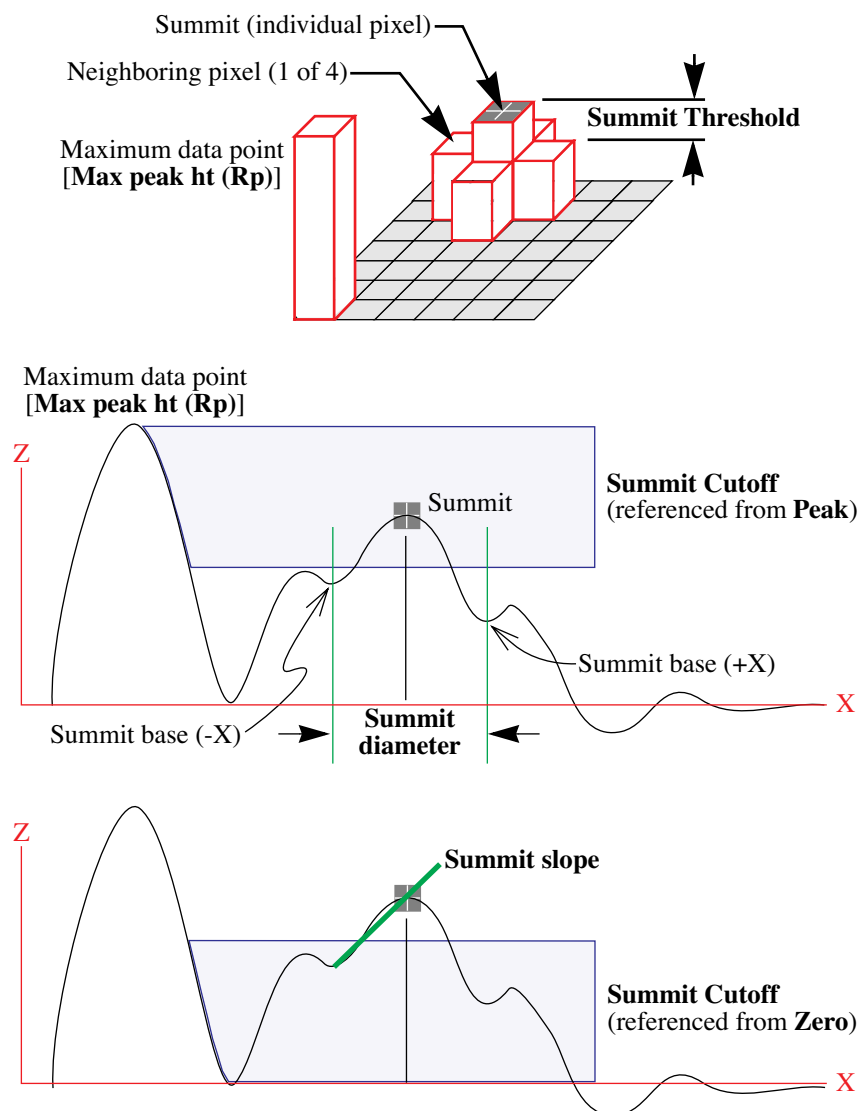 Summit (individual pixel)
Neighboring pixel (1 of 4)
Summit Threshold
Maximum data point
[Max peak ht (Rp)]
Maximum data point
[Max peak ht (Rp)]
Z
Summit Cutoff
(referenced from Peak)
Summit
Summit base (+X)
X
Summit base (-X)
Summit
diameter
Z
Summit slope
Summit Cutoff
(referenced from Zero)
X